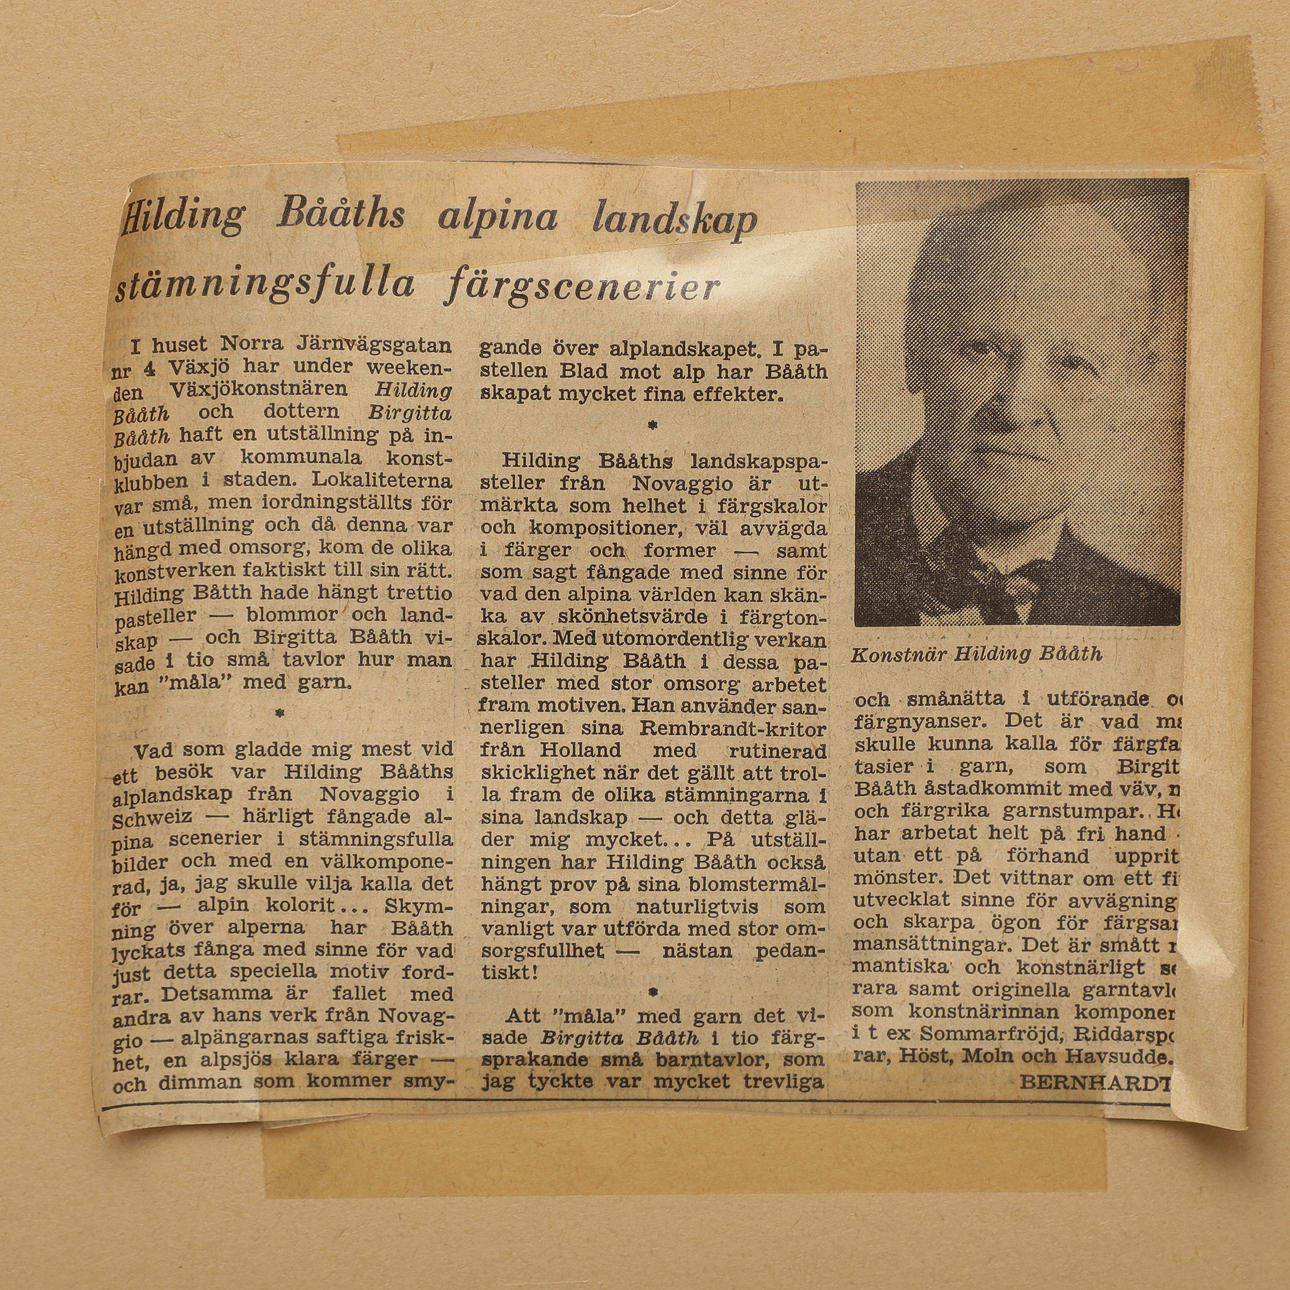 Hilding Bååths alpina landskap
stämningsfulla färgscenerier
I huset Norra Järnvägsgatan
nr 4 Växjö har under weeken-
den Växjökonstnären Hilding
Bååth och dottern Birgitta
Bååth haft en utställning på in-
bjudan av kommunala konst-
klubben i staden. Lokaliteterna
var små, men iordningställts för
en utställning och då denna var
hängd med omsorg, kom de olika
konstverken faktiskt till sin rätt.
Hilding Båtth hade hängt trettio
pasteller — blommor och land-
skap — och Birgitta Bååth vi-
sade i tio små tavlor hur man
kan ”måla” med garn.
*
Vad som gladde mig mest vid
ett besök var Hilding Bååths
alplandskap från Novaggio i
Schweiz — härligt fångade al-
pina scenerier i stämningsfulla
bilder och med en välkompone-
rad, ja, jag skulle vilja kalla det
för — alpin kolorit... Skym-
ning över alperna har Bååth
lyckats fånga med sinne för vad
just detta speciella motiv ford-
rar. Detsamma är fallet med
andra av hans verk från Novag-
gio — alpängarnas saftiga frisk-
het, en alpsjös klara färger —
och dimman som kommer smy-
gande över alplandskapet. I pa-
stellen Blad mot alp har Bååth
skapat mycket fina effekter.
*
Hilding Bååths landskapspa-
steller från Novaggio är ut-
märkta som helhet i färgskalor
och kompositioner, väl avvägda
i färger och former — samt
som sagt fångade med sinne för
vad den alpina världen kan skän-
ka av skönhetsvärde i färgton-
skalor. Med utomordentlig verkan
har Hilding Bååth i dessa pa-
steller med stor omsorg arbetet
fram motiven. Han använder san-
nerligen sina Rembrandt-kritor
från Holland med rutinerad
skicklighet när det gällt att trol-
la fram de olika stämningarna i
sina landskap — och detta glä-
der mig mycket... På utställ-
ningen har Hilding Bååth också
hängt prov på sina blomstermål-
ningar, som naturligtvis som
vanligt var utförda med stor om-
sorgsfullhet — nästan pedan-
tiskt!
*
Att ”måla” med garn det vi-
sade Birgitta Bååth i tio färg-
sprakande små barntavlor, som
jag tyckte var mycket trevliga
Konstnär Hilding Bååth
och smånätta i utförande
färgnyanser. Det är vad
skulle kunna kalla för färgfa
tasier i garn, som Birgit
Bååth åstadkommit med väv,
och färgrika garnstumpar.
har arbetat helt på fri hand
utan ett på förhand upprit
mönster. Det vittnar om ett
utvecklat sinne för avvägning
och skarpa ögon för färgsa
mansättningar. Det är smått
mantiska och konstnärligt
rara samt originella garntavl
som konstnärinnan komponer
i t ex Sommarfröjd, Riddarspo
rar, Höst, Moln och Havsudde.
BERNHARDT